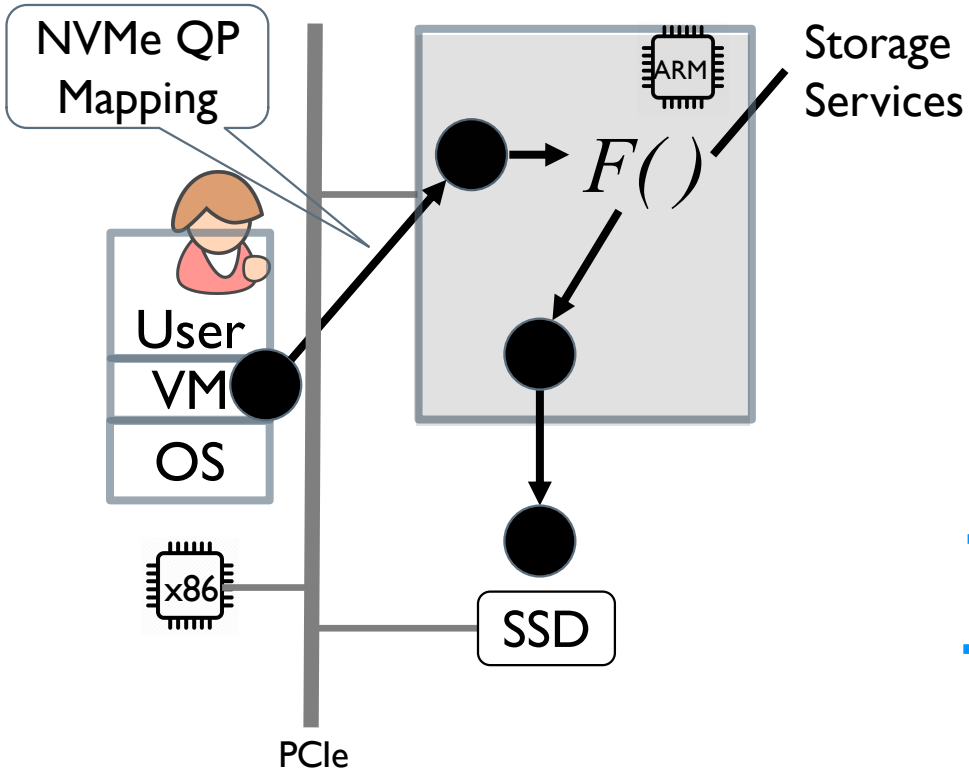 NVMe QP
Mapping
ARM
Storage
Services
F( )
User
VM
OS
x86
SSD
PCIe